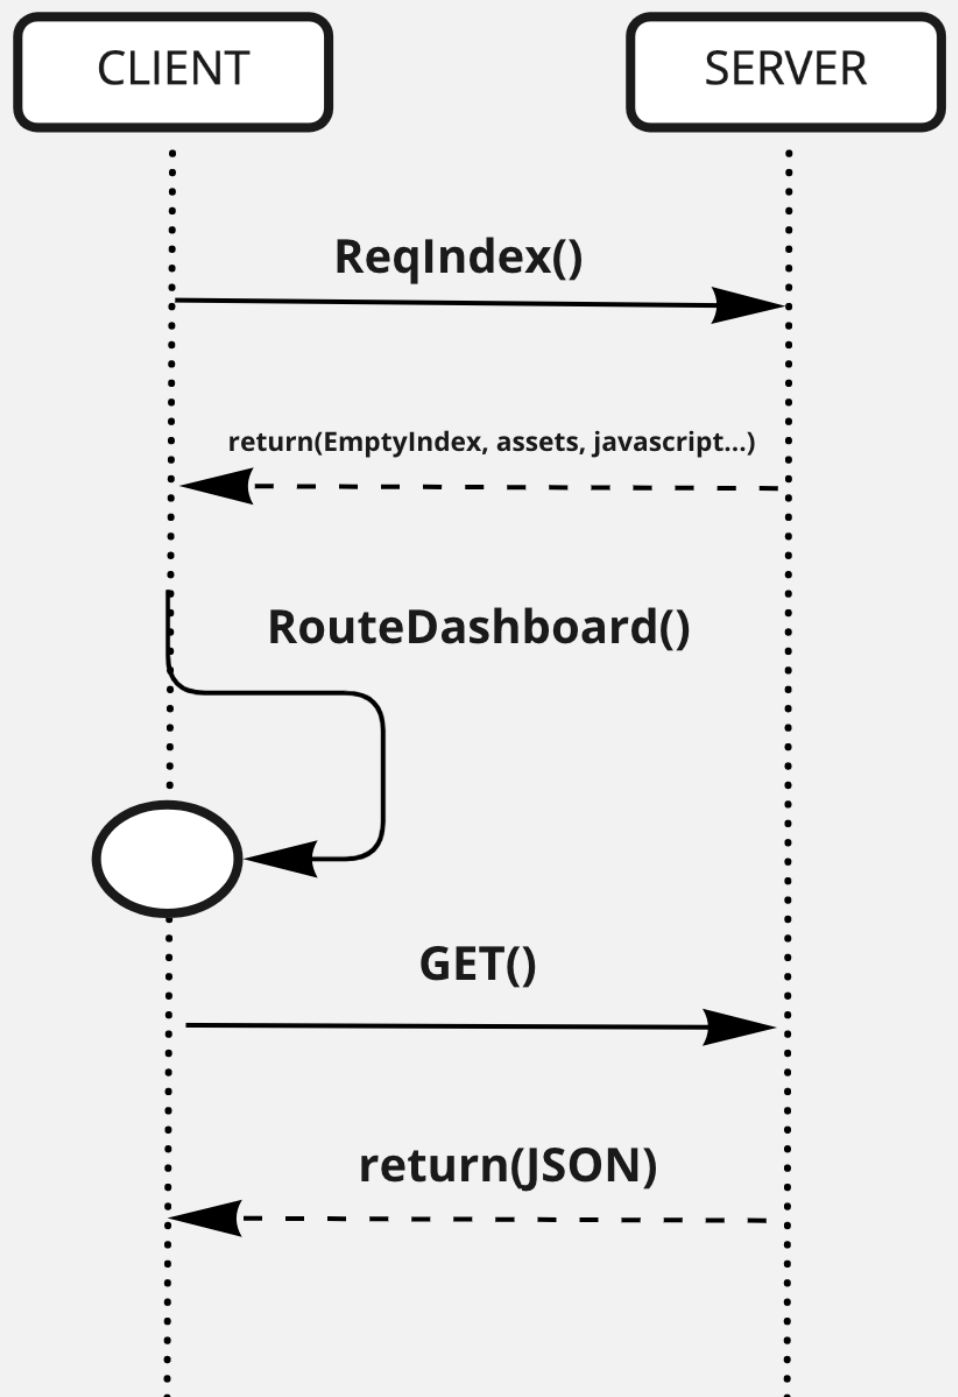 CLIENT
SERVER
ReqIndex()
return(EmptyIndex, assets, javascript...)
RouteDashboard()
GET()
return(JSON)